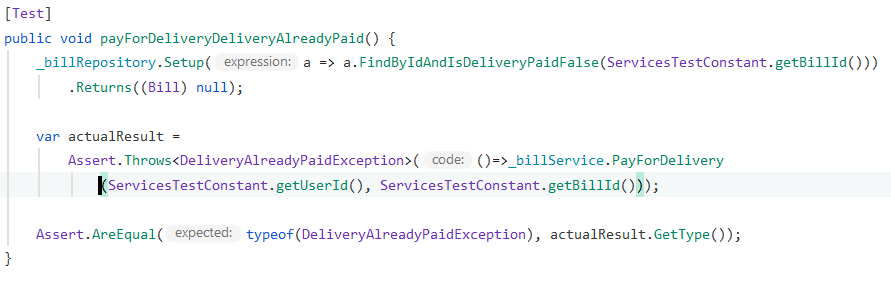 [Test]
public void payForDeliveryDeliveryAlreadyPaid() {
_billRepository.Setup( expression: a => a.FindByIdAndIsDeliveryPaidFalse(ServicesTestConstant.getBillId()))
.Returns((Bill) null);
var actualResult =
Assert.Throws<DeliveryAlreadyPaidException>( code: ()=>_billService.PayForDelivery
(ServicesTestConstant.getUserId(), ServicesTestConstant.getBillId()));
Assert.AreEqual( expected: typeof(DeliveryAlreadyPaidException), actualResult.GetType());
}